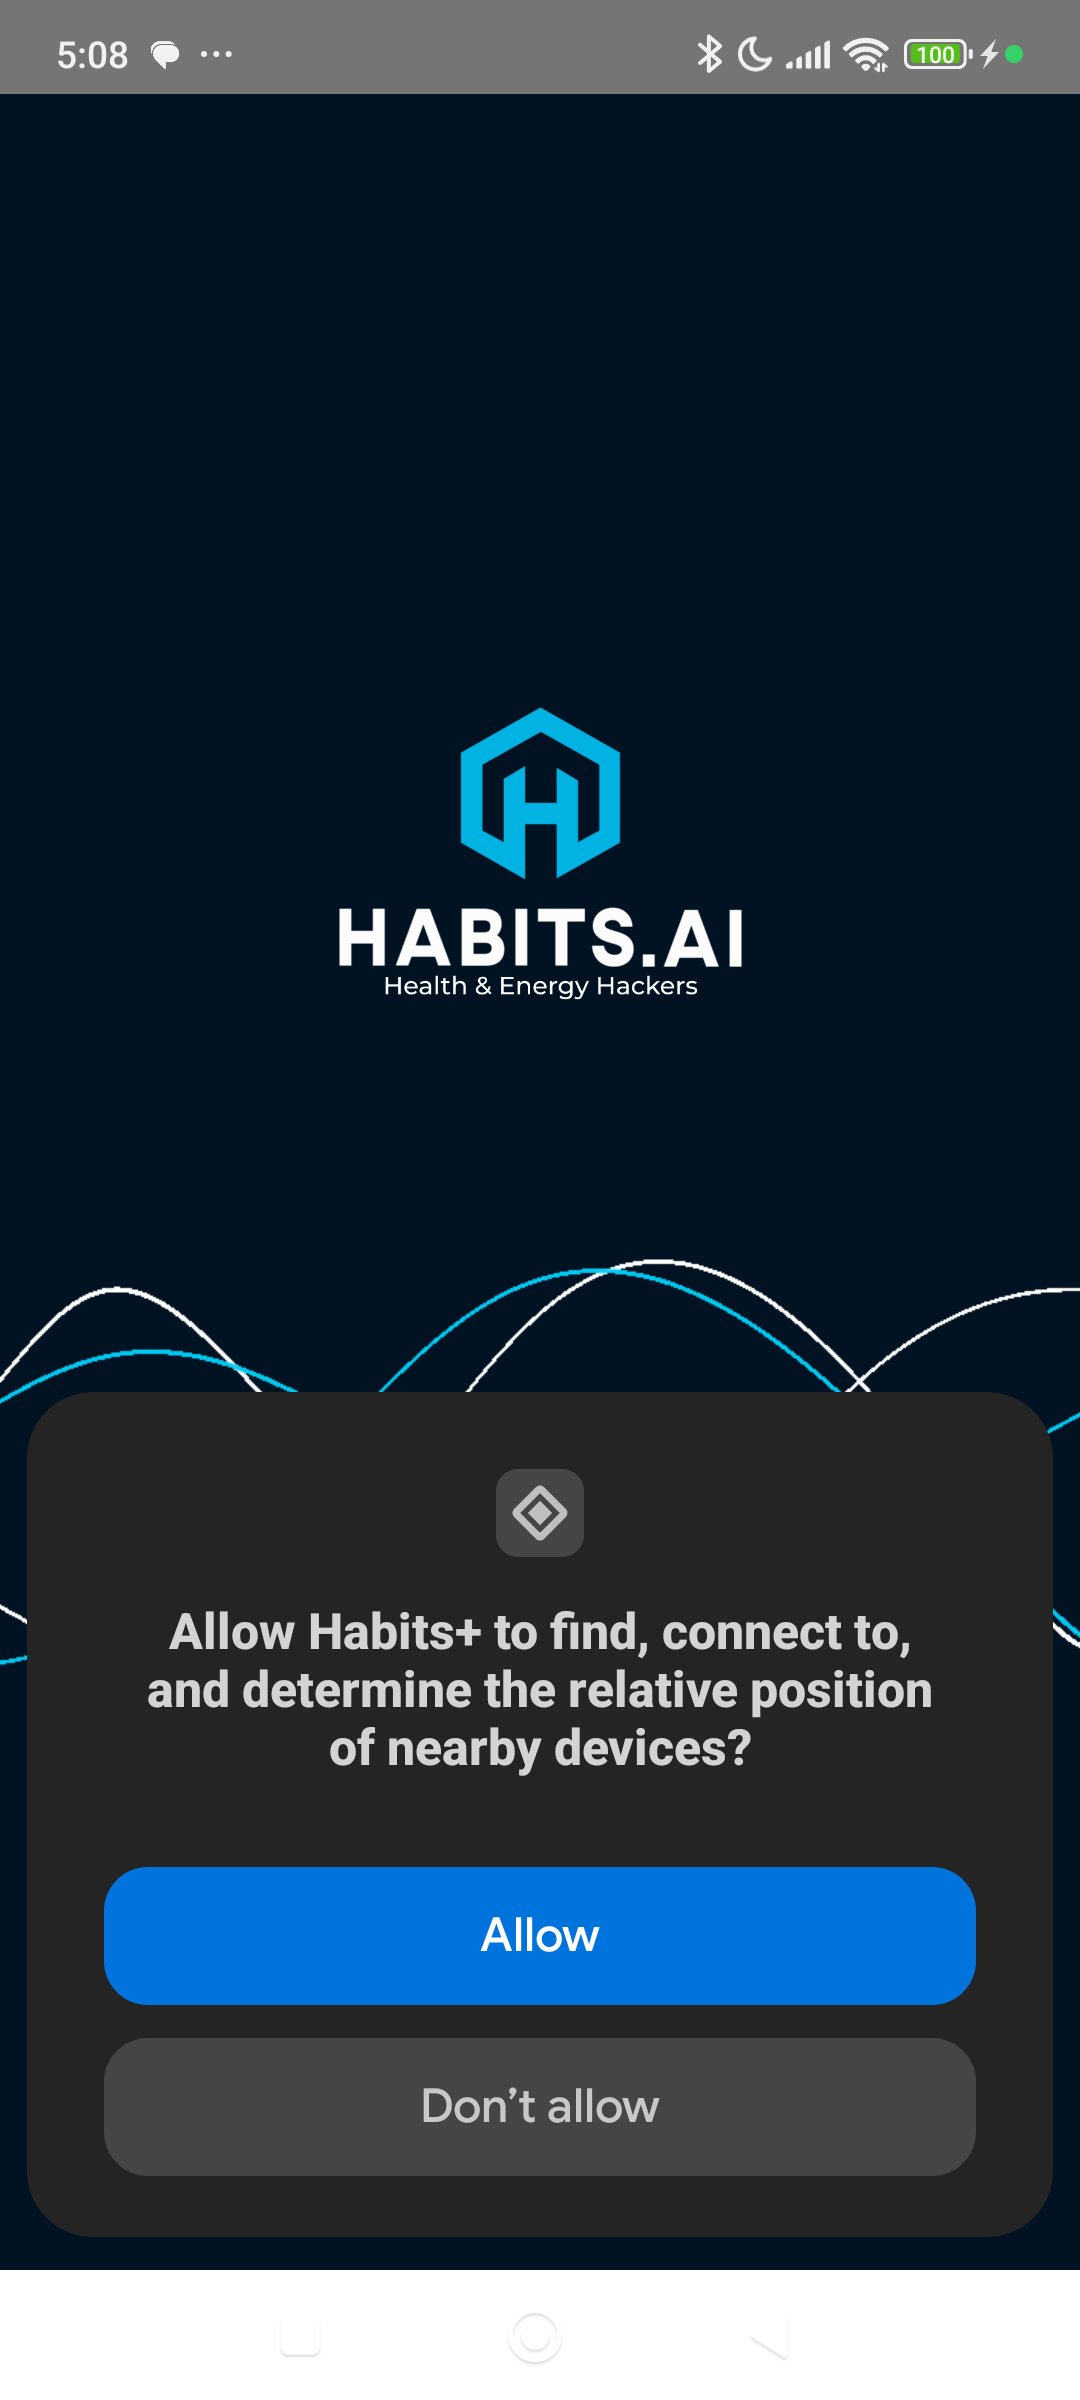 5:08
100
HABITS.AI
Health & Energy Hackers
Allow Habits+ to find, connect to,
and determine the relative position
of nearby devices?
Allow
Don’t allow